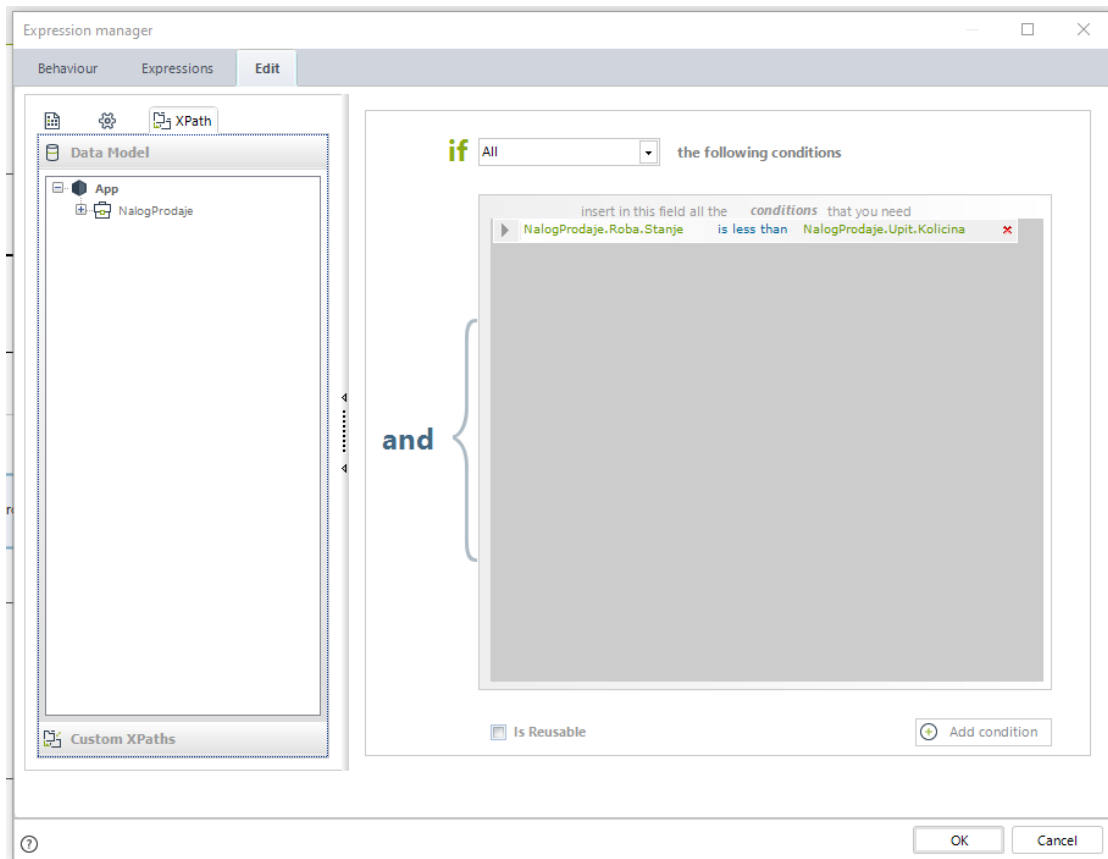 Expression manager
Behaviour Expressions Edit
XPath
Data Model
App
NalogProdaje
Custom XPaths
if All the following conditions
insert in this field all the conditions that you need
NalogProdaje.Roba.Stanje is less than NalogProdaje.Upit.Kolicina
and
Is Reusable
Add condition
OK Cancel